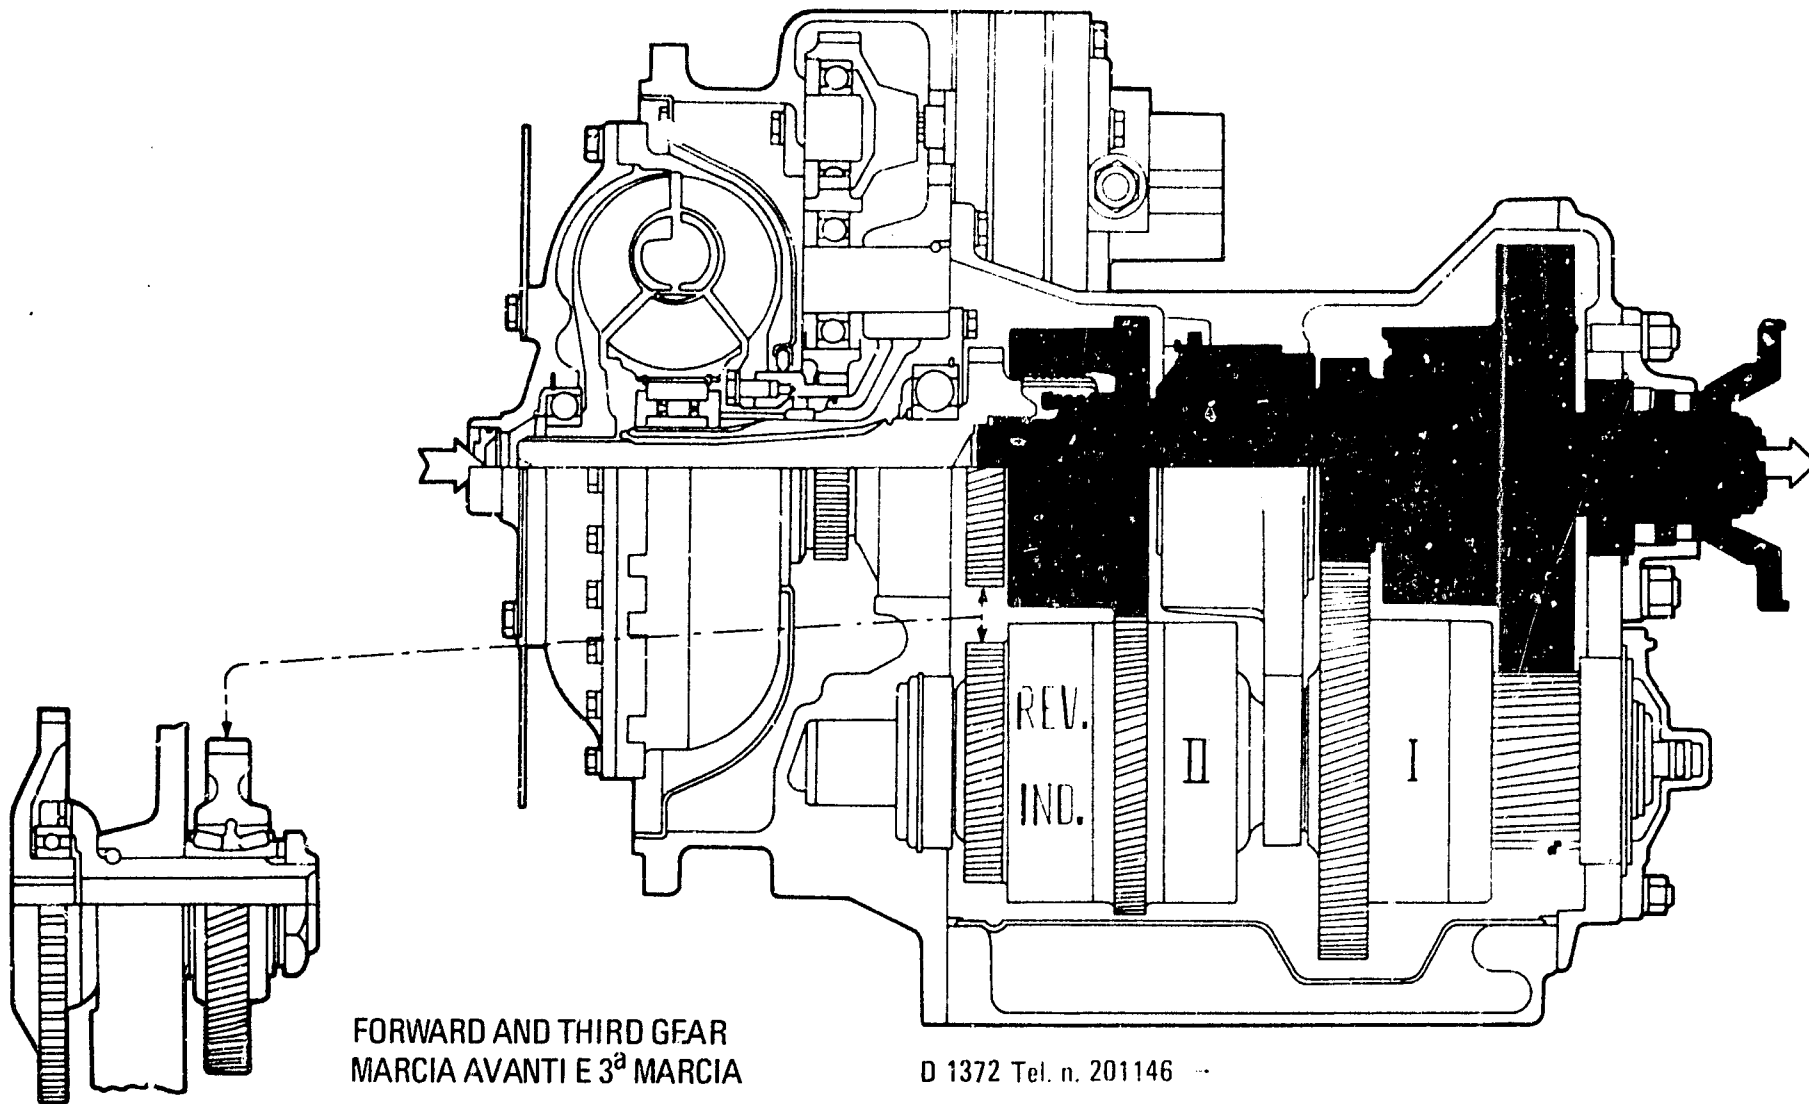 REV.
IND.
II
I
FORWARD AND THIRD GEAR
MARCIA AVANTI E 3ª MARCIA
D 1372 Tel. n. 201146